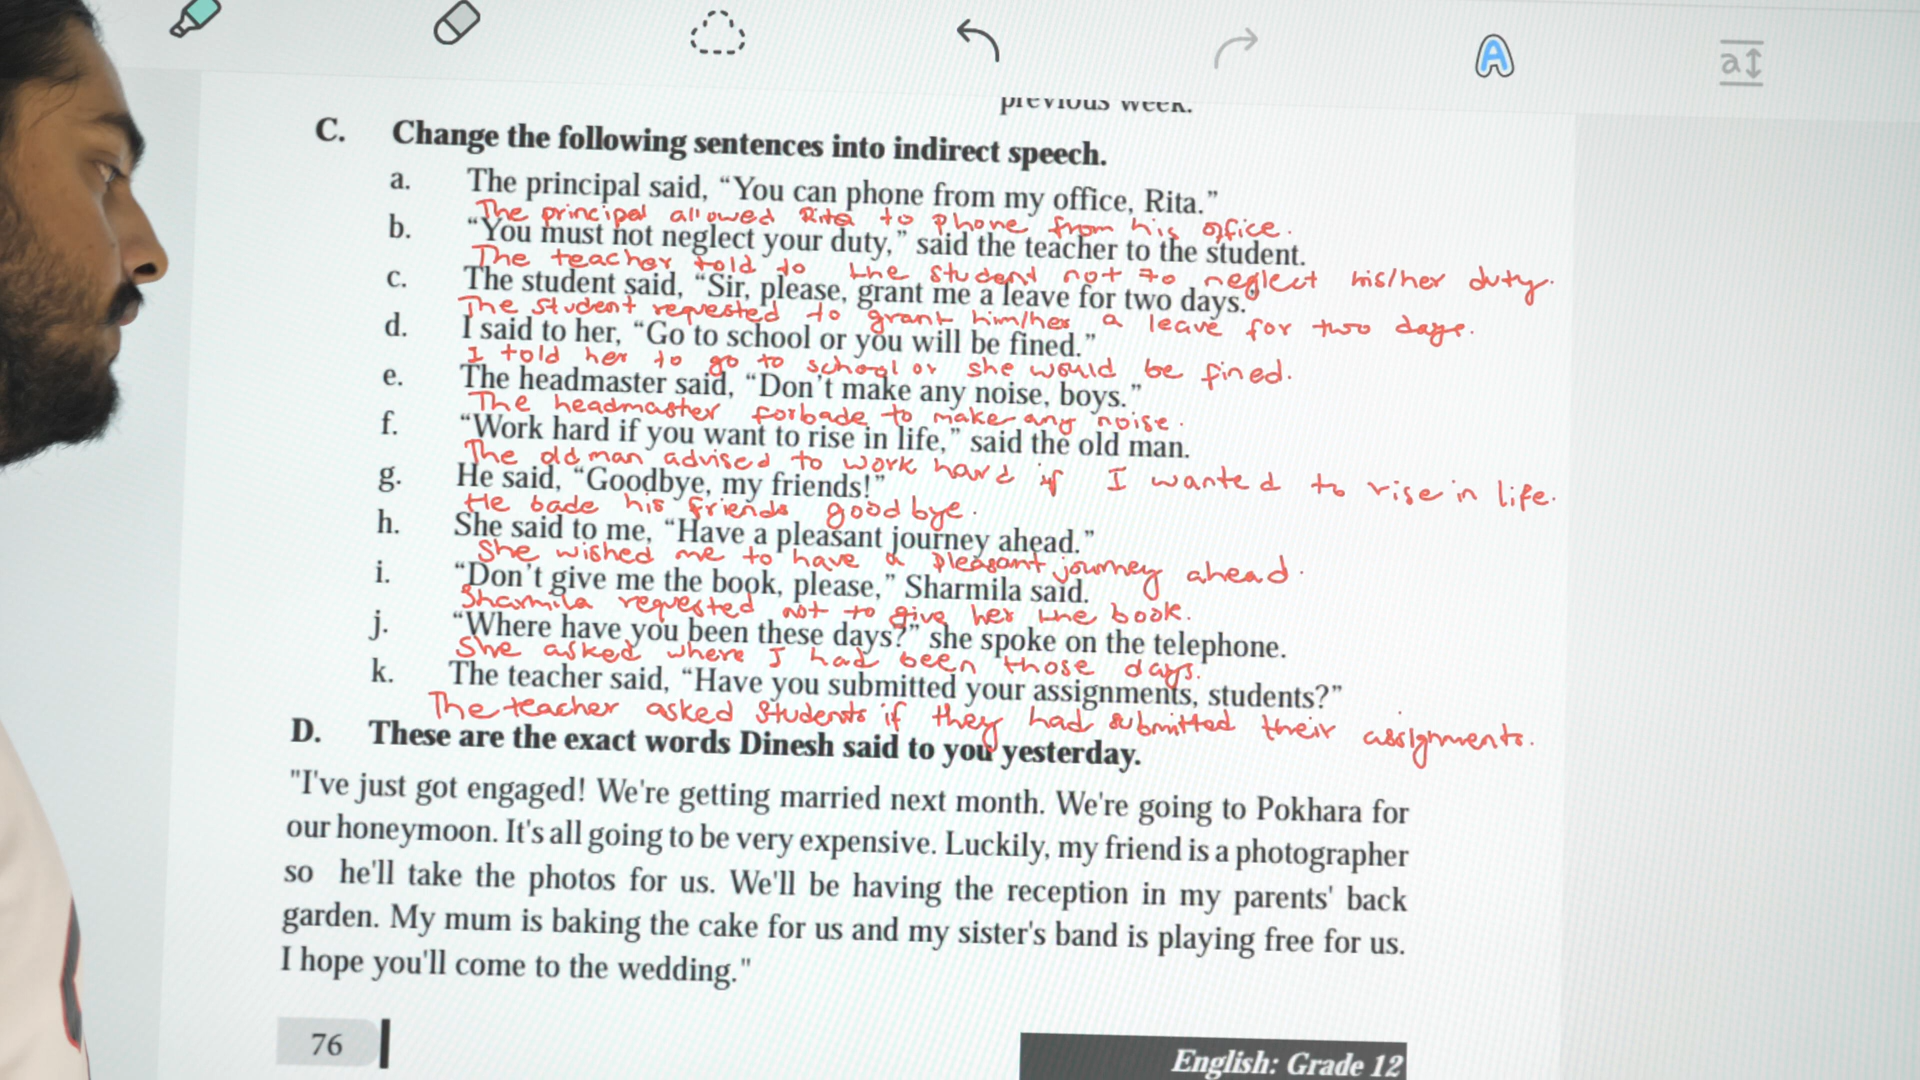 previous week.
C. Change the following sentences into indirect speech.
a. The principal said, “You can phone from my office, Rita.”
The principal allowed Rita to phone from his office.
b. “You must not neglect your duty,” said the teacher to the student.
The teacher told to the student not to neglect his/her duty.
c. The student said, “Sir, please, grant me a leave for two days.”
The student requested to grant him/her a leave for two days.
d. I said to her, “Go to school or you will be fined.”
I told her to go to school or she would be fined.
e. The headmaster said, “Don't make any noise, boys.”
The headmaster forbade to make any noise.
f. “Work hard if you want to rise in life,” said the old man.
The old man advised to work hard if I wanted to rise in life.
g. He said, “Goodbye, my friends!”
He bade his friends goodbye.
h. She said to me, “Have a pleasant journey ahead.”
She wished me to have a pleasant journey ahead.
i. “Don't give me the book, please,” Sharmila said.
Sharmila requested not to give her the book.
j. “Where have you been these days?” she spoke on the telephone.
She asked where I had been those days.
k. The teacher said, “Have you submitted your assignments, students?”
The teacher asked students if they had submitted their assignments.
D. These are the exact words Dinesh said to you yesterday.
"I've just got engaged! We're getting married next month. We're going to Pokhara for
our honeymoon. It's all going to be very expensive. Luckily, my friend is a photographer
so he'll take the photos for us. We'll be having the reception in my parents' back
garden. My mum is baking the cake for us and my sister's band is playing free for us.
I hope you'll come to the wedding."
76
English: Grade 12